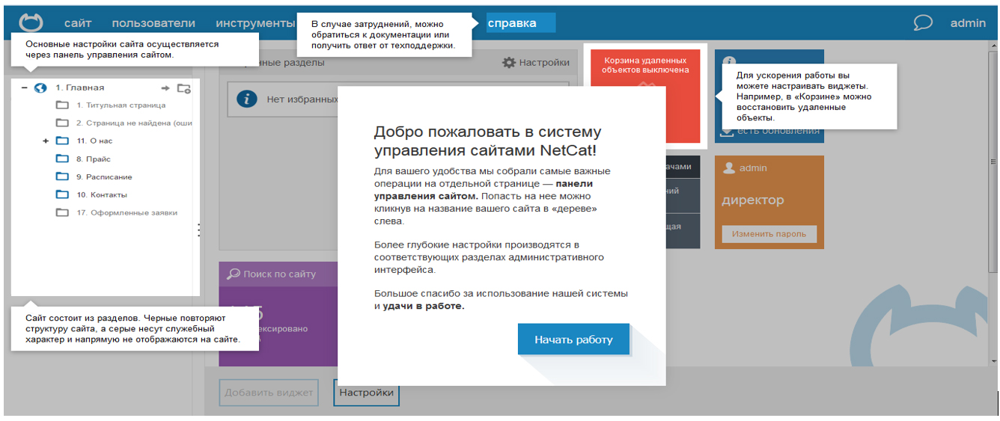 сайт
пользователи
инструменты
справка
admin
В случае затруднений, можно
обратиться к документации или
получить ответ от техподдержки.
Основные настройки сайта осуществляется
через панель управления сайтом.
нные разделы
Настройки
Нет избранных
Корзина удаленных
объектов выключена
Для ускорения работы вы
можете настраивать виджеты.
Например, в «Корзине» можно
восстановить удаленные
объекты.
есть обновления
1. Главная
1. Титульная страница
2. Страница не найдена (оши
11. О нас
8. Прайс
9. Расписание
10. Контакты
17. Оформленные заявки
Добро пожаловать в систему
управления сайтами NetCat!
Для вашего удобства мы собрали самые важные
операции на отдельной странице — панели
управления сайтом. Попасть на нее можно
кликнув на название вашего сайта в «дереве»
слева.
Более глубокие настройки производятся в
соответствующих разделах административного
интерфейса.
Большое спасибо за использование нашей системы
и удачи в работе.
Начать работу
ачами
ний
щая
admin
директор
Изменить пароль
Поиск по сайту
ексировано
Сайт состоит из разделов. Черные повторяют
структуру сайта, а серые несут служебный
характер и напрямую не отображаются на сайте.
Добавить виджет
Настройки